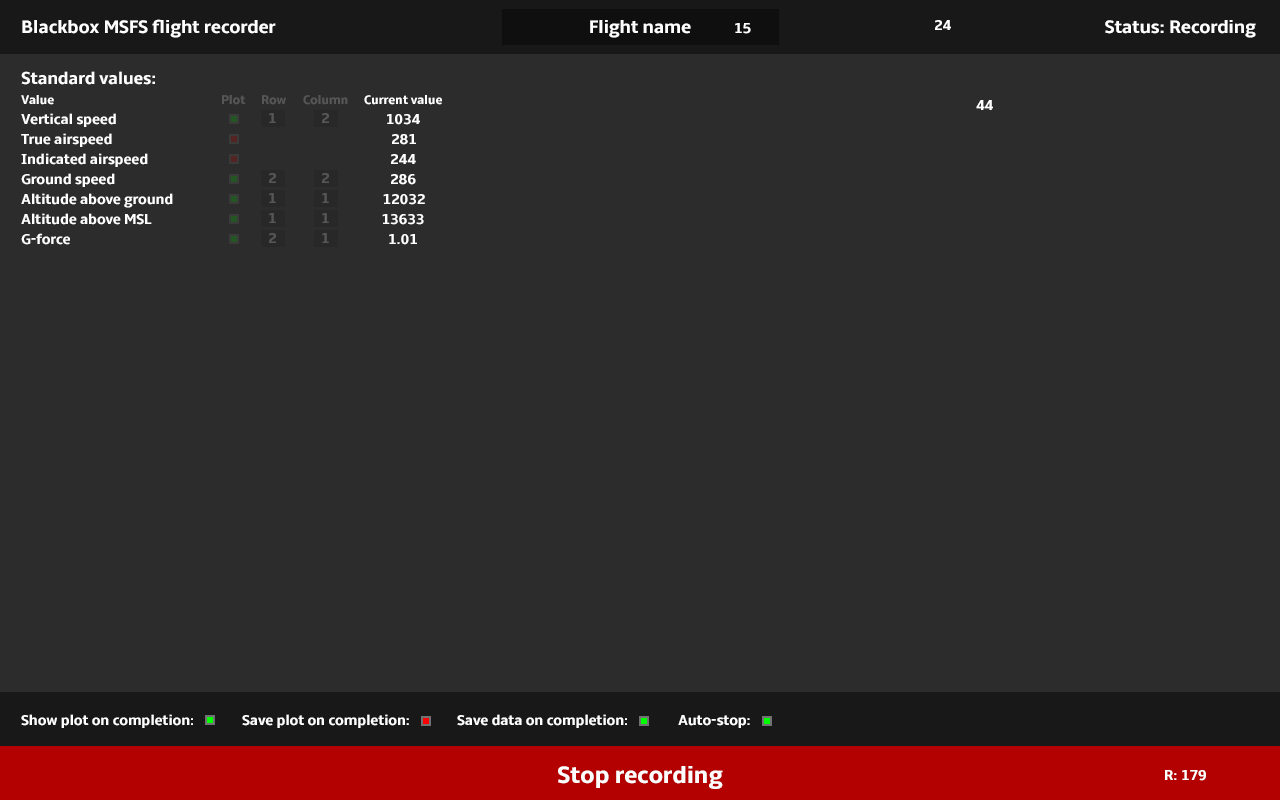 Blackbox MSFS flight recorder Flight name 15 24 Status: Recording
Standard values:
Value Plot Row Column Current value
44
Vertical speed 1 2 1034
True airspeed 281
Indicated airspeed 244
Ground speed 2 2 286
Altitude above ground 1 1 12032
Altitude above MSL 1 1 13633
G-force 2 1 1.01
Show plot on completion: Save plot on completion: Save data on completion: Auto-stop:
Stop recording R: 179